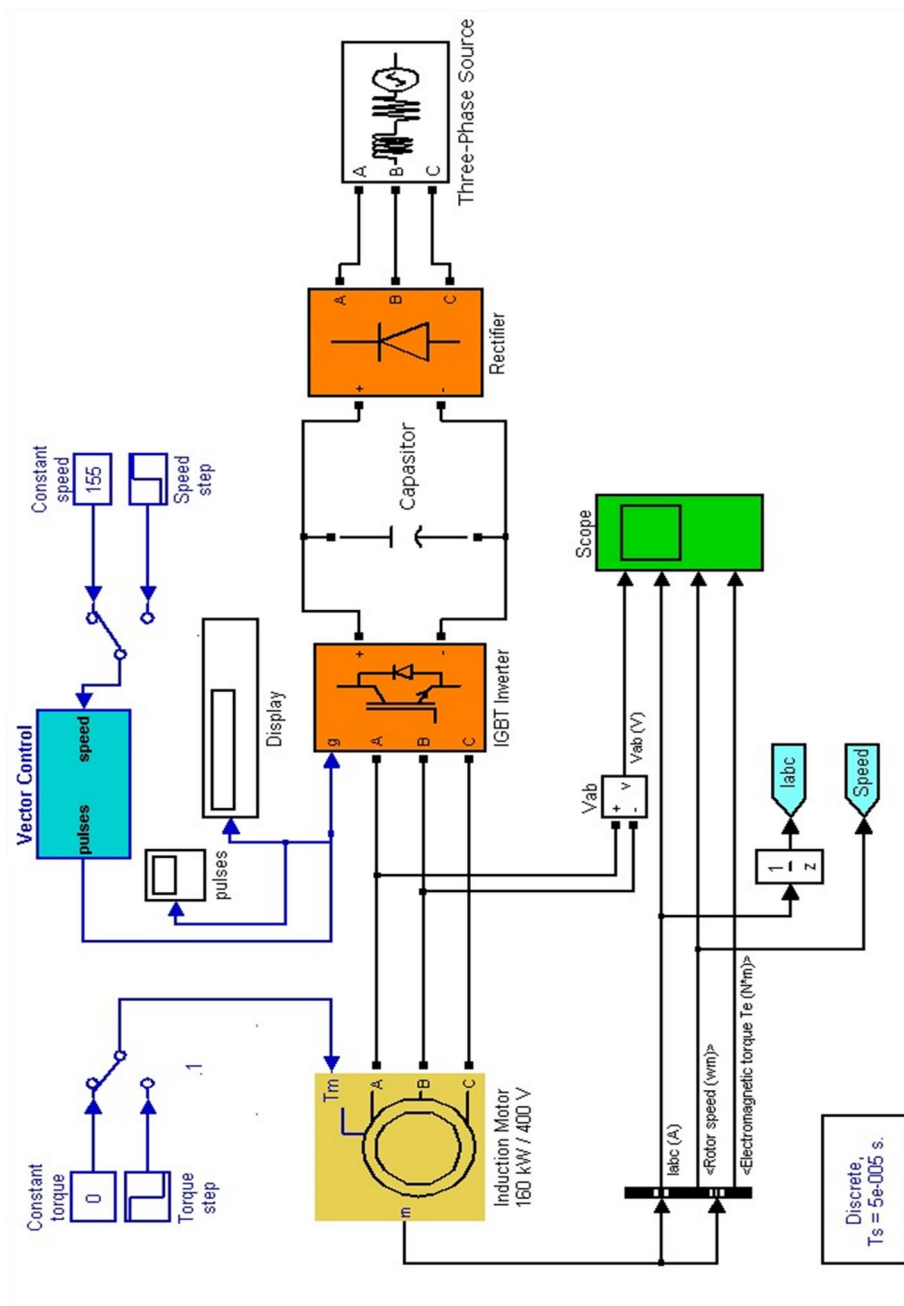 Constant
torque
0
Torque
step
.1
Tm
A
B
C
m
Induction Motor
160 kW / 400 V
Vector Control
pulses
speed
Constant
speed
155
Speed
step
pulses
Display
g
A
B
C
+
-
IGBT Inverter
Capasitor
+
-
A
B
C
Rectifier
A
B
C
Three-Phase Source
Vab
+
-
v
Vab (V)
Scope
Iabc (A)
<Rotor speed (wm)>
<Electromagnetic torque Te (N*m)>
1
z
Iabc
Speed
Discrete,
Ts = 5e-005 s.